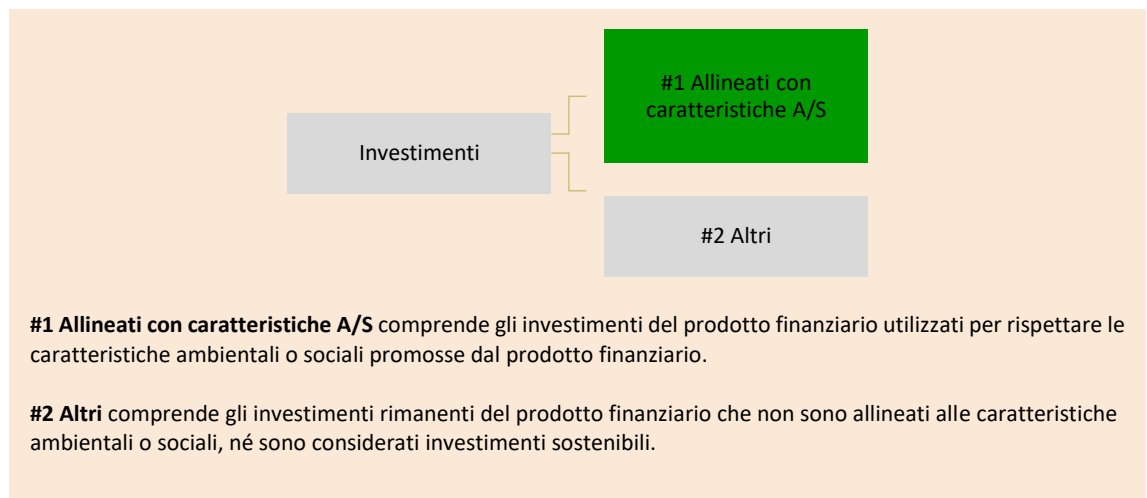 #1 Allineati con
caratteristiche A/S
Investimenti
#2 Altri
#1 Allineati con caratteristiche A/S comprende gli investimenti del prodotto finanziario utilizzati per rispettare le
caratteristiche ambientali o sociali promosse dal prodotto finanziario.
#2 Altri comprende gli investimenti rimanenti del prodotto finanziario che non sono allineati alle caratteristiche
ambientali o sociali, né sono considerati investimenti sostenibili.